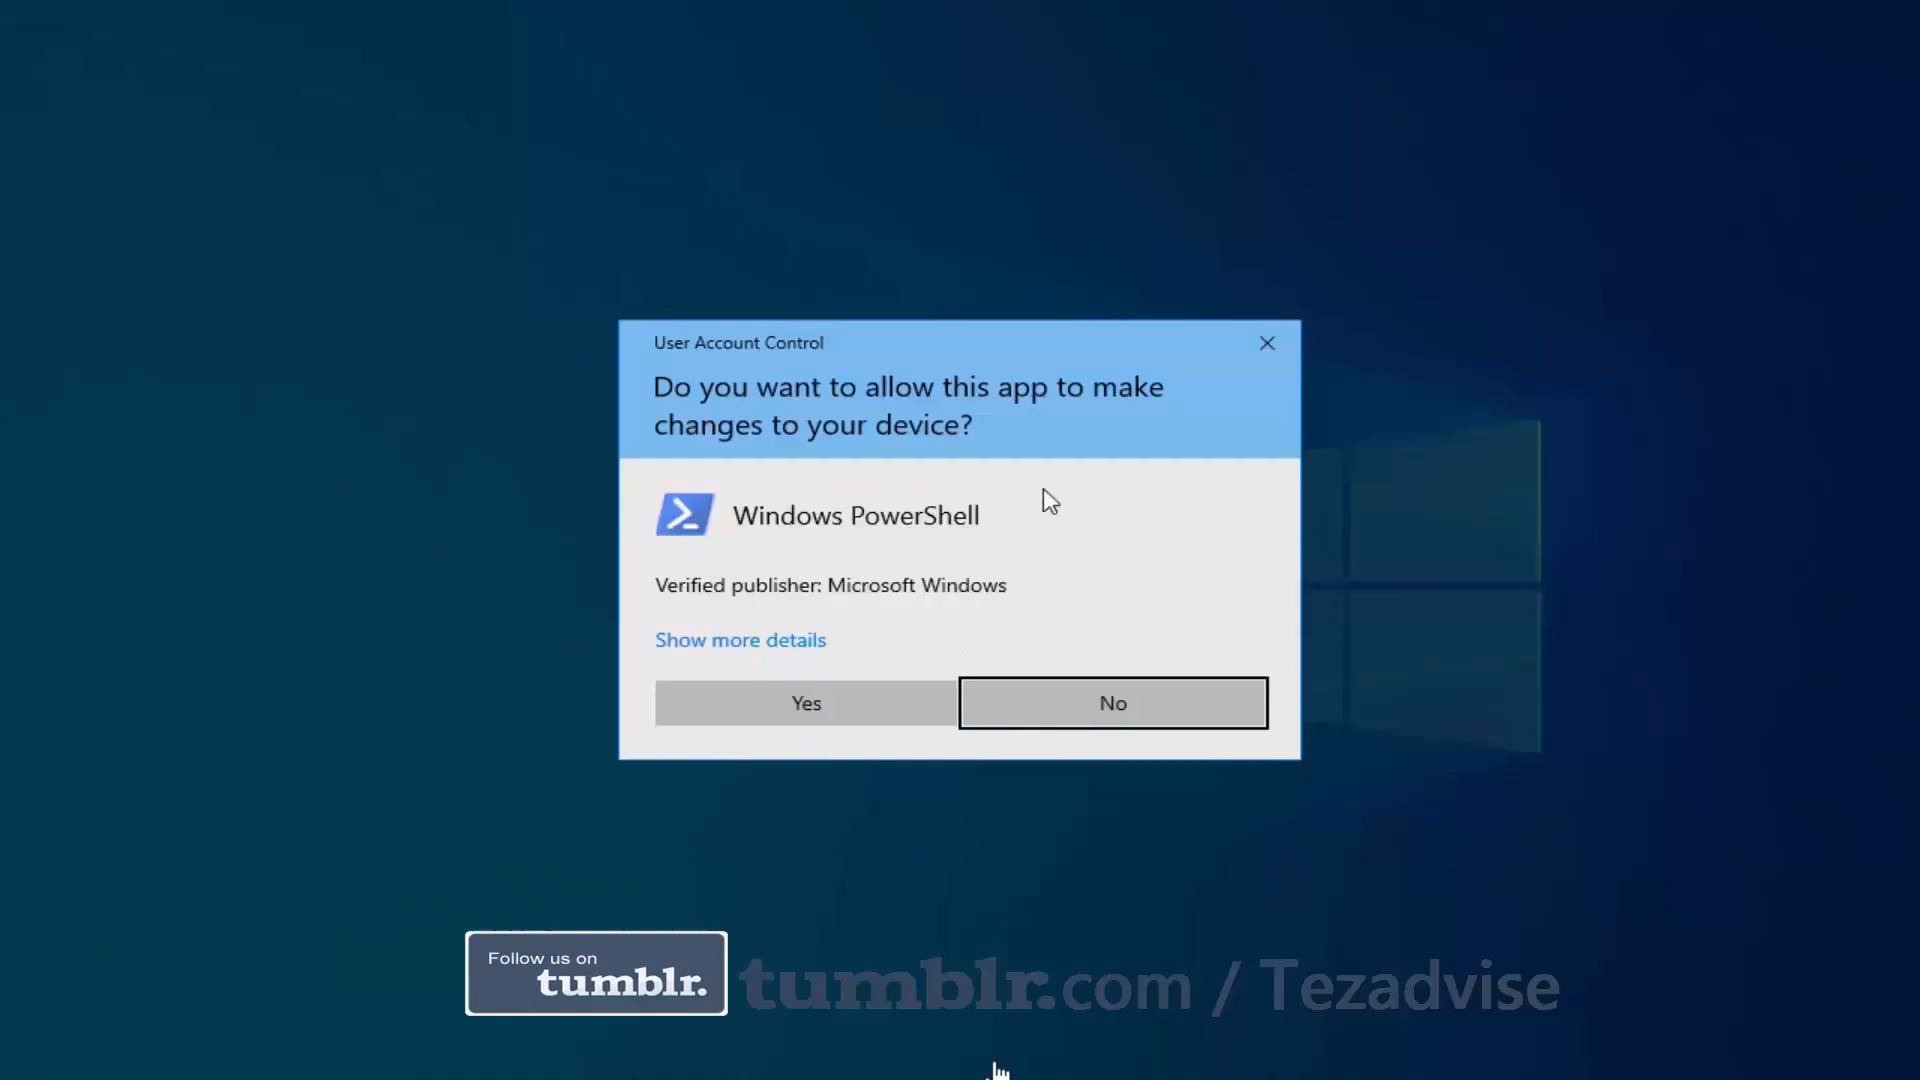 User Account Control
Do you want to allow this app to make
changes to your device?
Windows PowerShell
Verified publisher: Microsoft Windows
Show more details
Yes
No
Follow us on
tumblr.
tumblr.com / Tezadvise